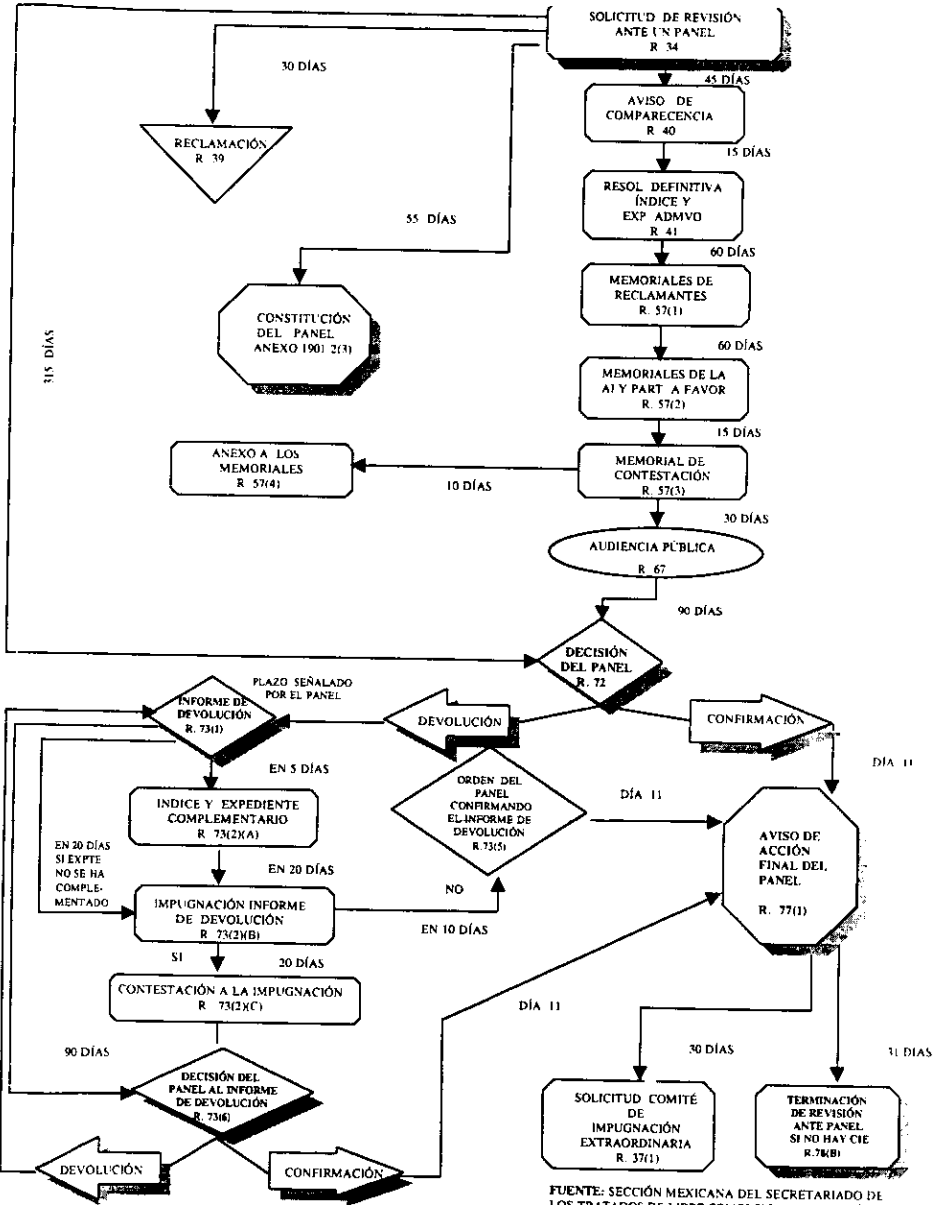 SOLICITUD DE REVISIÓN
ANTE UN PANEL
R 34
30 DÍAS
45 DÍAS
AVISO DE
COMPARECENCIA
R 40
RECLAMACIÓN
R 39
15 DÍAS
RESOL DEFINITIVA
ÍNDICE Y
EXP ADMVO
R 41
55 DÍAS
60 DÍAS
MEMORIALES DE
RECLAMANTES
R. 57(1)
CONSTITUCIÓN
DEL PANEL
ANEXO 1901 2(3)
315 DÍAS
60 DÍAS
MEMORIALES DE LA
AI Y PART A FAVOR
R. 57(2)
15 DÍAS
ANEXO A LOS
MEMORIALES
R 57(4)
10 DÍAS
MEMORIAL DE
CONTESTACIÓN
R. 57(3)
30 DÍAS
AUDIENCIA PÚBLICA
R 67
90 DÍAS
DECISIÓN
DEL PANEL
R. 72
PLAZO SEÑALADO
POR EL PANEL
INFORME DE
DEVOLUCIÓN
R. 73(1)
DEVOLUCIÓN
CONFIRMACIÓN
DÍA 11
EN 5 DÍAS
INDICE Y EXPEDIENTE
COMPLEMENTARIO
R 73(2)(A)
ORDEN DEL
PANEL
CONFIRMANDO
EL INFORME DE
DEVOLUCIÓN
R.73(5)
DÍA 11
AVISO DE
ACCIÓN
FINAL DEL
PANEL
R. 77(1)
EN 20 DÍAS
SI EXPTE
NO SE HA
COMPLE-
MENTADO
EN 20 DÍAS
NO
IMPUGNACIÓN INFORME
DE DEVOLUCIÓN
R 73(2)(B)
EN 10 DÍAS
SI
20 DÍAS
CONTESTACIÓN A LA IMPUGNACIÓN
R 73(2)(C)
DÍA 11
90 DÍAS
DECISIÓN DEL
PANEL AL INFORME
DE DEVOLUCIÓN
R. 73(6)
30 DÍAS
31 DÍAS
SOLICITUD COMITÉ
DE
IMPUGNACIÓN
EXTRAORDINARIA
R. 37(1)
TERMINACIÓN
DE REVISIÓN
ANTE PANEL
SI NO HAY CIE
R.78(B)
DEVOLUCIÓN
CONFIRMACIÓN
FUENTE: SECCIÓN MEXICANA DEL SECRETARIADO DE